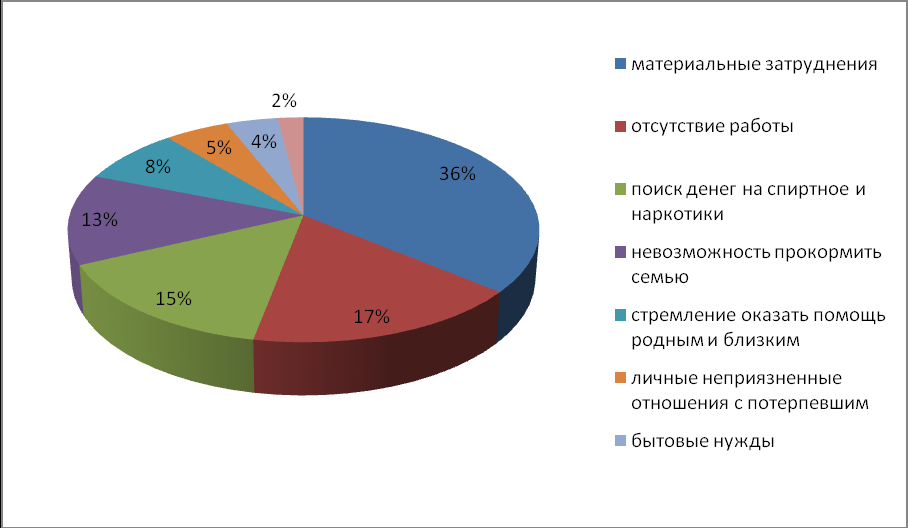 2%
4%
5%
8%
13%
15%
17%
36%
материальные затруднения
отсутствие работы
поиск денег на спиртное и
наркотики
невозможность прокормить
семью
стремление оказать помощь
родным и близким
личные неприязненные
отношения с потерпевшим
бытовые нужды